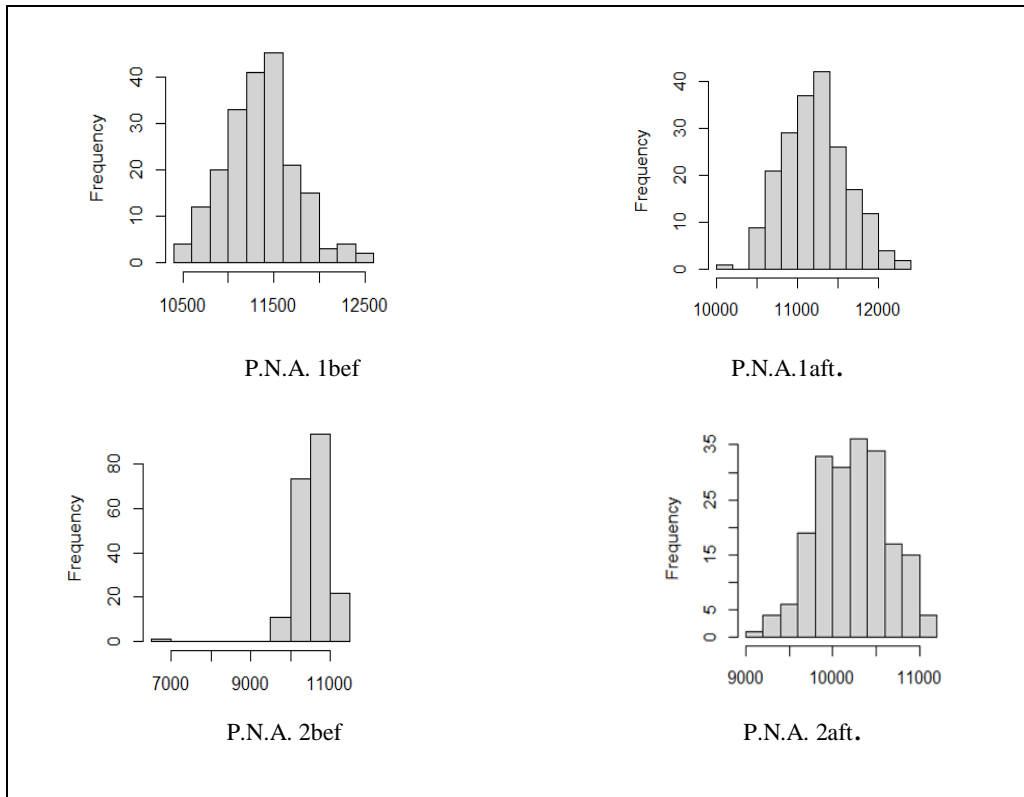 Frequency
0 10 20 30 40
10500 11500 12500
P.N.A. 1bef
Frequency
0 10 20 30 40
10000 11000 12000
P.N.A.1aft.
Frequency
0 20 40 60 80
7000 9000 11000
P.N.A. 2bef
Frequency
0 5 15 25 35
9000 10000 11000
P.N.A. 2aft.